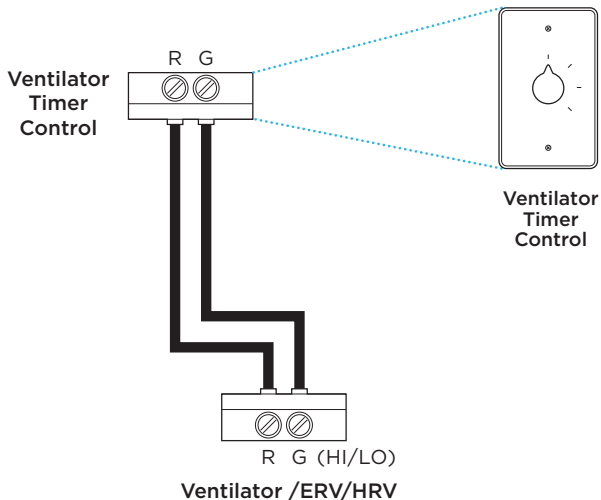 R G
Ventilator
Timer
Control
Ventilator
Timer
Control
R G (HI/LO)
Ventilator /ERV/HRV